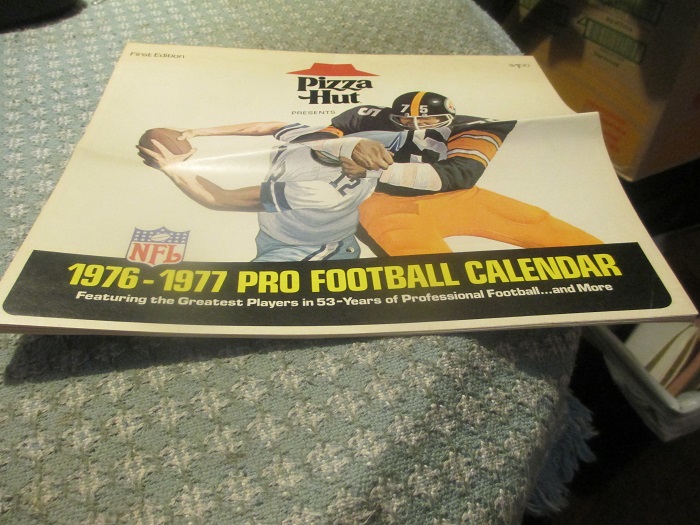 First Edition
Pizza
Hut
PRESENTS
75
75
12
NFL
1976-1977 PRO FOOTBALL CALENDAR
Featuring the Greatest Players in 53-Years of Professional Football...and More